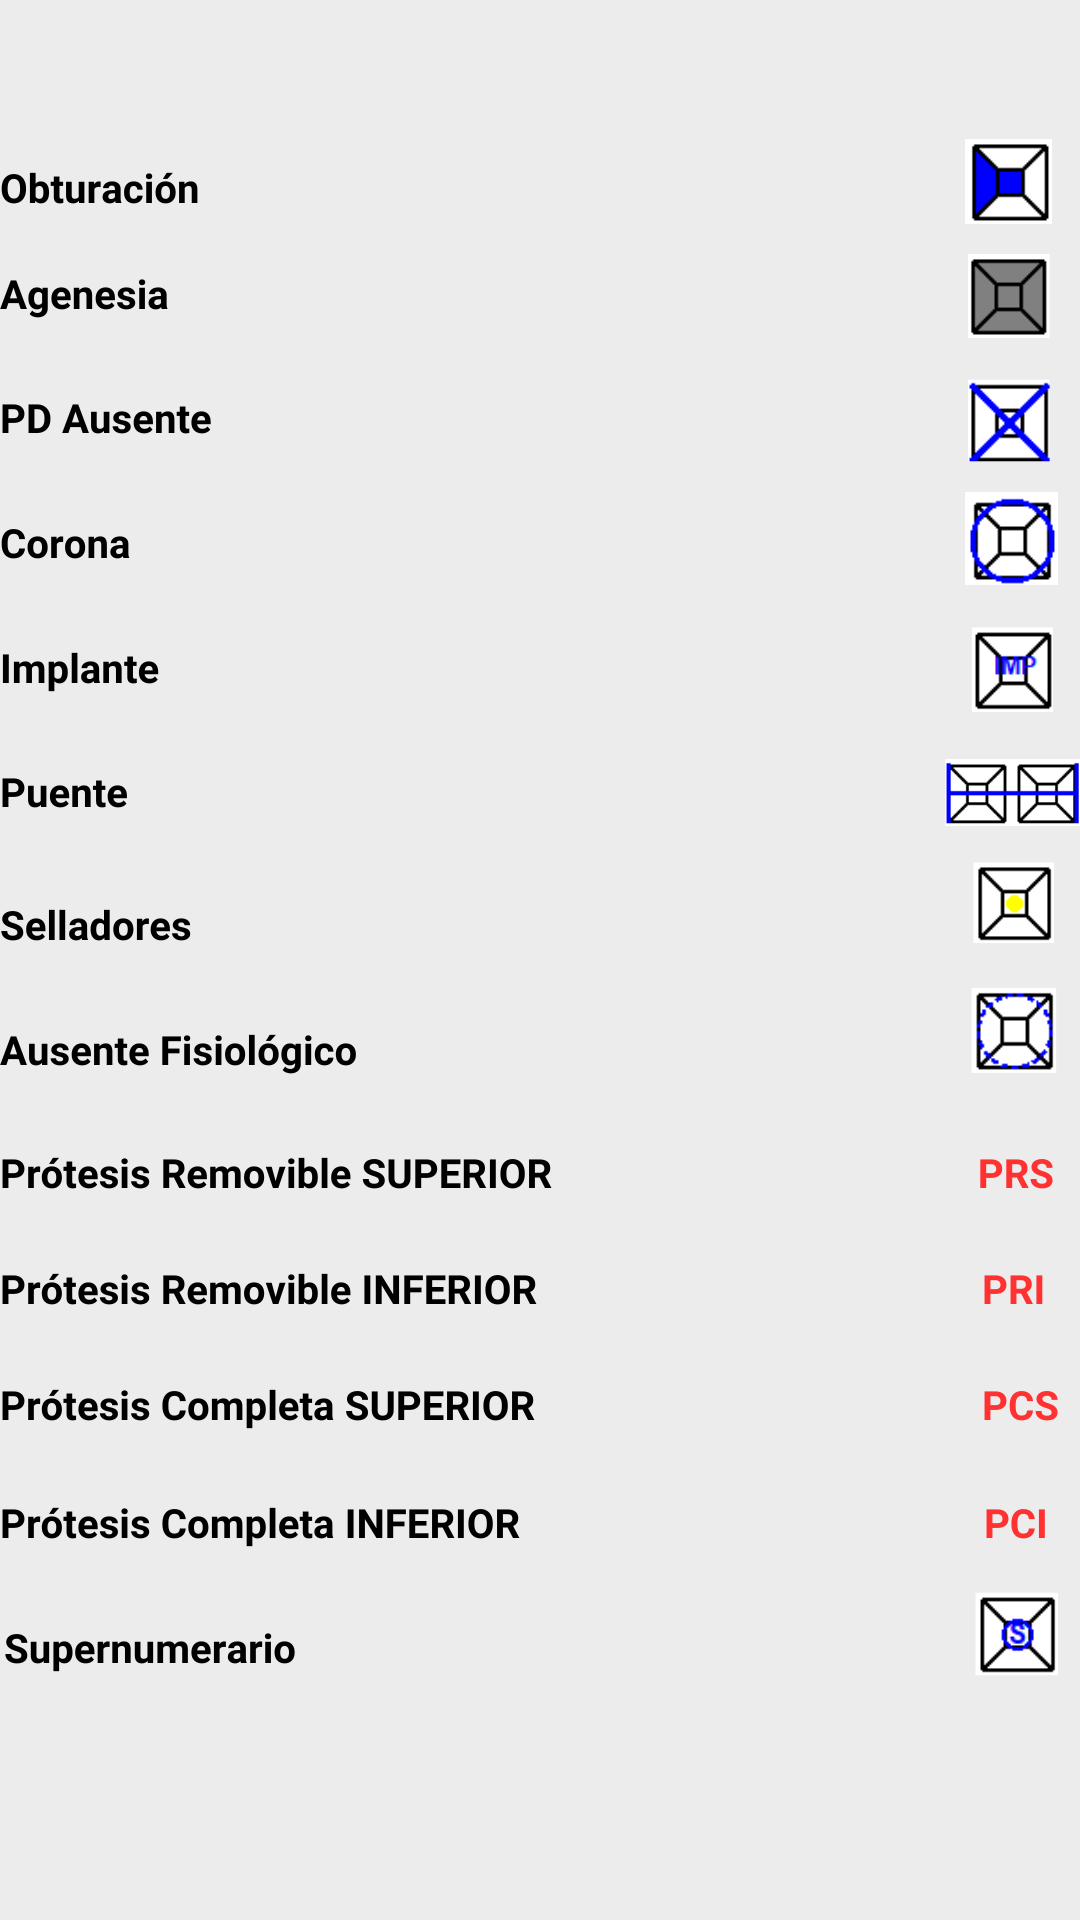 Obturación
Agenesia
PD Ausente
Corona
Implante IMP
Puente
Selladores
Ausente Fisiológico
Prótesis Removible SUPERIOR PRS
Prótesis Removible INFERIOR PRI
Prótesis Completa SUPERIOR PCS
Prótesis Completa INFERIOR PCI
Supernumerario S